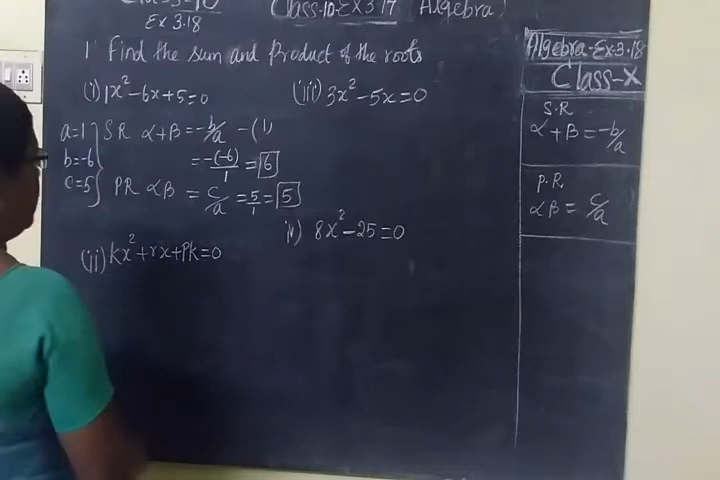 Ex 3.18
Class-10-Ex 3.17 Algebra)
1 Find the sum and Product of the roots
(i) 1x²-6x+5=0
a=1 } S R α+β = -b/a - (1)
b=-6 = -(-6)/1 = 6
c=5 PR αβ = c/a = 5/1 = 5
(ii) kx²+rx+pk=0
(iii) 3x²-5x=0
iv) 8x²-25=0
Algebra-Ex-3.18
Class-X
S.R
α+β = -b/a
P.R.
αβ = c/a